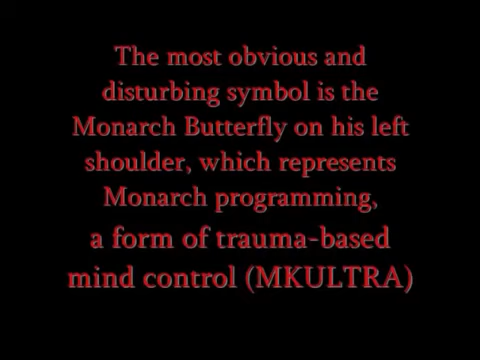 The most obvious and
disturbing symbol is the
Monarch Butterfly on his left
shoulder, which represents
Monarch programming,
a form of trauma-based
mind control (MKULTRA)